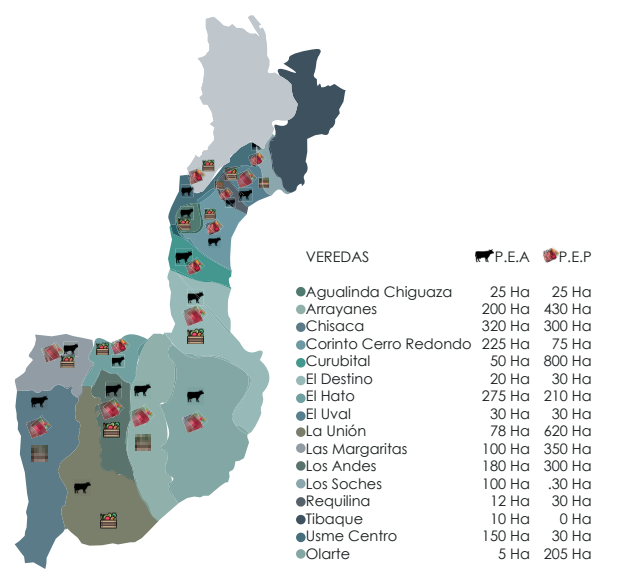 VEREDAS P.E.A P.E.P
Agualinda Chiguaza 25 Ha 25 Ha
Arrayanes 200 Ha 430 Ha
Chisaca 320 Ha 300 Ha
Corinto Cerro Redondo 225 Ha 75 Ha
Curubital 50 Ha 800 Ha
El Destino 20 Ha 30 Ha
El Hato 275 Ha 210 Ha
El Uval 30 Ha 30 Ha
La Unión 78 Ha 620 Ha
Las Margaritas 100 Ha 350 Ha
Los Andes 180 Ha 300 Ha
Los Soches 100 Ha .30 Ha
Requilina 12 Ha 30 Ha
Tibaque 10 Ha 0 Ha
Usme Centro 150 Ha 30 Ha
Olarte 5 Ha 205 Ha